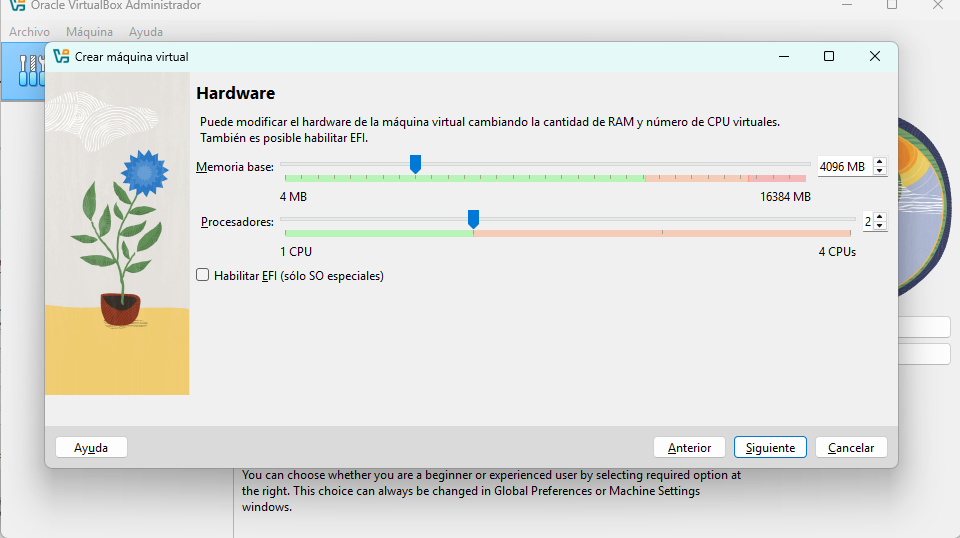 Oracle VirtualBox Administrador
Archivo Máquina Ayuda
Crear máquina virtual
Hardware
Puede modificar el hardware de la máquina virtual cambiando la cantidad de RAM y número de CPU virtuales.
También es posible habilitar EFI.
Memoria base: 4096 MB
4 MB 16384 MB
Procesadores: 2
1 CPU 4 CPUs
Habilitar EFI (sólo SO especiales)
Ayuda Anterior Siguiente Cancelar
You can choose whether you are a beginner or experienced user by selecting required option at
the right. This choice can always be changed in Global Preferences or Machine Settings
windows.